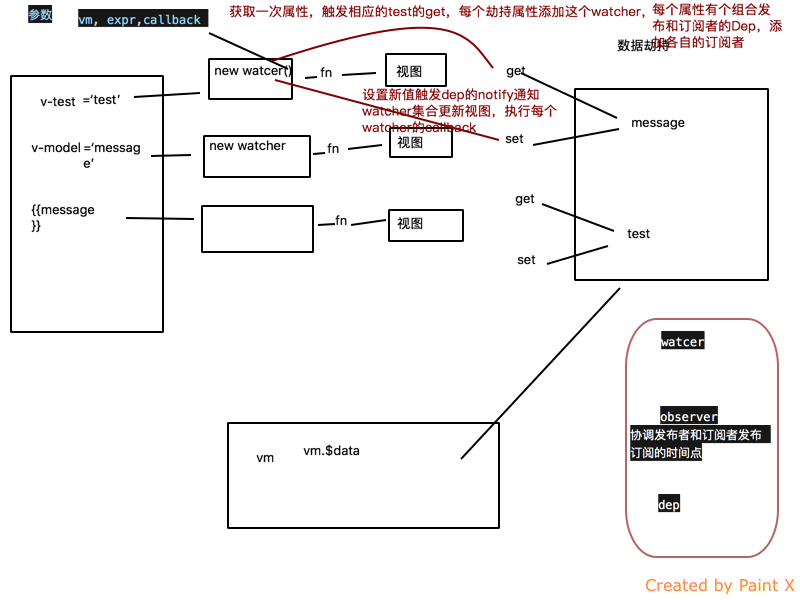 参数
vm, expr,callback
获取一次属性，触发相应的test的get，每个劫持属性添加这个watcher，
每个属性有个组合发
布和订阅者的Dep，添
加各自的订阅者
数据劫持
new watcer()
fn
视图
get
v-test =‘test’
设置新值触发dep的notify通知
watcher集合更新视图，执行每个
watcher的callback
message
set
v-model =‘messag
e’
new watcher
fn
视图
{{message
}}
fn
视图
get
test
set
watcer
observer
协调发布者和订阅者发布
订阅的时间点
dep
vm
vm.$data
Created by Paint X